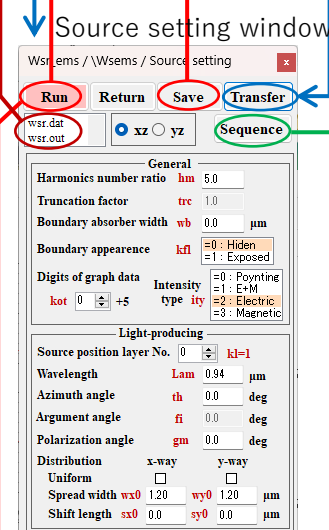 Source setting window
Wsr_ems / \Wsems / Source setting x
Run Return Save Transfer
wsr.dat
wsr.out
xz yz Sequence
General
Harmonics number ratio hm 5.0
Truncation factor trc 1.0
Boundary absorber width wb 0.0 μm
Boundary appearence kfl =0 : Hiden
=1 : Exposed
Digits of graph data
kot 0 +5
Intensity
type ity
=0 : Poynting
=1 : E+M
=2 : Electric
=3 : Magnetic
Light-producing
Source position layer No. 0 kl=1
Wavelength Lam 0.94 μm
Azimuth angle th 0.0 deg
Argument angle fi 0.0 deg
Polarization angle gm 0.0 deg
Distribution x-way y-way
Uniform
Spread width wx0 1.20 wy0 1.20 μm
Shift length sx0 0.0 sy0 0.0 μm